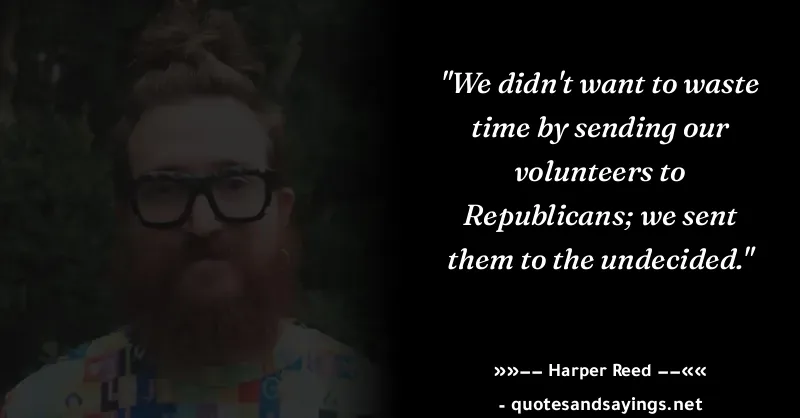 "We didn't want to waste
time by sending our
volunteers to
Republicans; we sent
them to the undecided."
»»−− Harper Reed −−««
- quotesandsayings.net